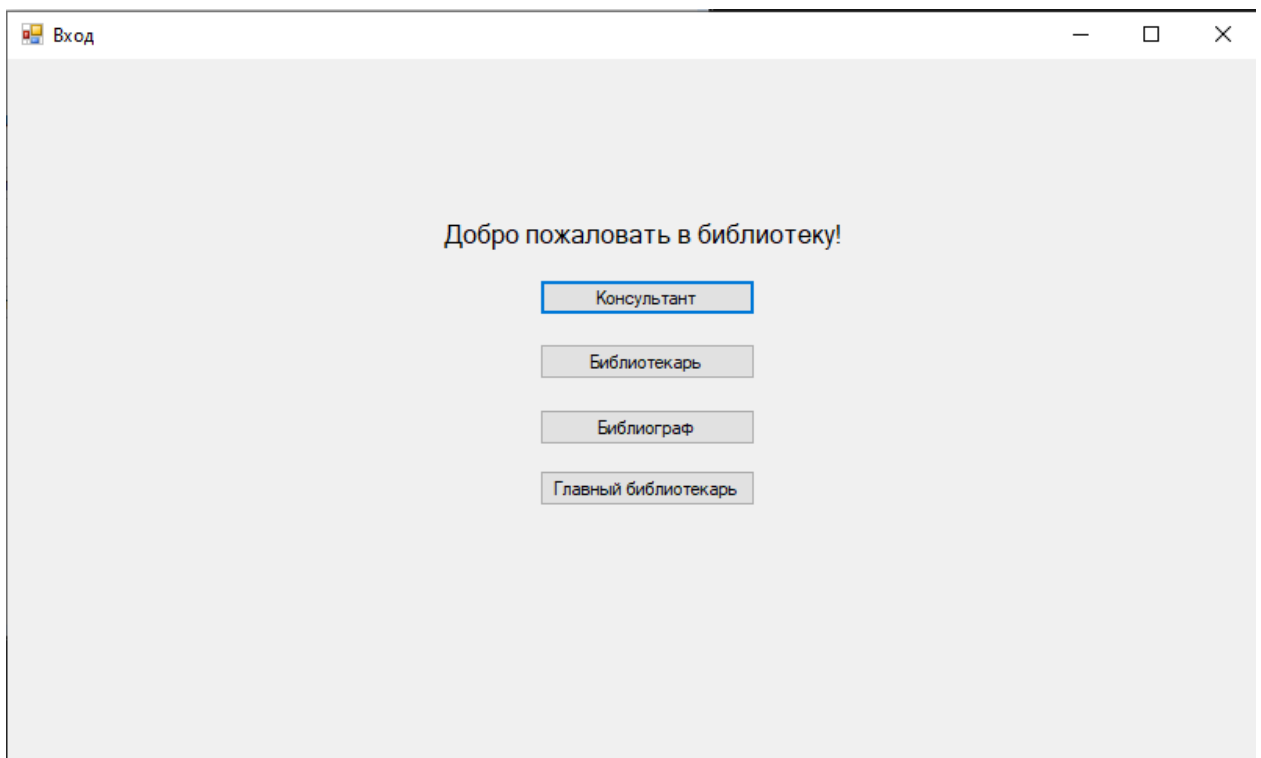 Вход
Добро пожаловать в библиотеку!
Консультант
Библиотекарь
Библиограф
Главный библиотекарь